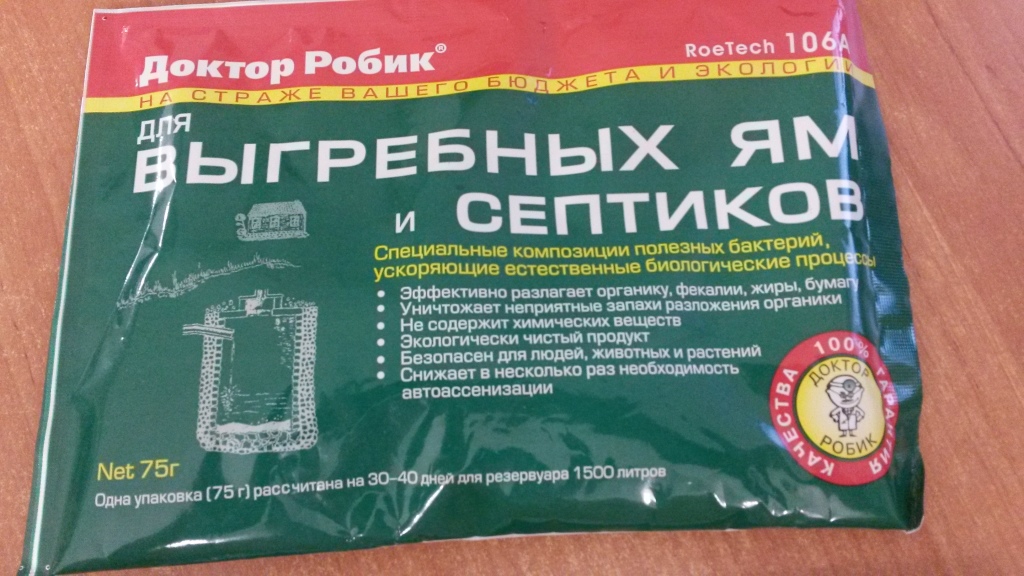 Доктор Робик®
RoeTech 106A
НА СТРАЖЕ ВАШЕГО БЮДЖЕТА И ЭКОЛОГИИ
ДЛЯ
ВЫГРЕБНЫХ ЯМ
И СЕПТИКОВ
Специальные композиции полезных бактерий,
ускоряющие естественные биологические процессы
• Эффективно разлагает органику, фекалии, жиры, бумагу
• Уничтожает неприятные запахи разложения органики
• Не содержит химических веществ
• Экологически чистый продукт
• Безопасен для людей, животных и растений
• Снижает в несколько раз необходимость
автоассенизации
100% ГАРАНТИЯ КАЧЕСТВА
ДОКТОР
РОБИК
Net 75г
Одна упаковка (75 г) рассчитана на 30-40 дней для резервуара 1500 литров